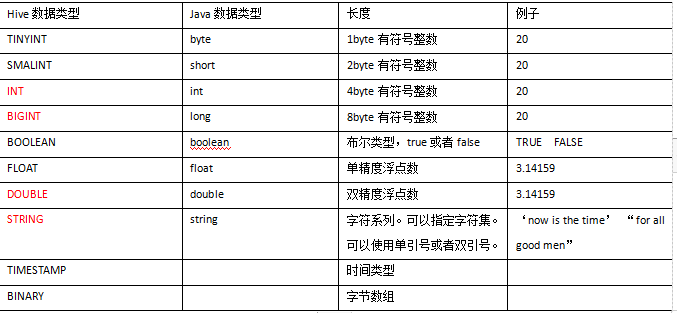 Hive 数据类型 Java 数据类型 长度 例子
TINYINT byte 1byte 有符号整数 20
SMALINT short 2byte 有符号整数 20
INT int 4byte 有符号整数 20
BIGINT long 8byte 有符号整数 20
BOOLEAN boolean 布尔类型，true 或者 false TRUE FALSE
FLOAT float 单精度浮点数 3.14159
DOUBLE double 双精度浮点数 3.14159
STRING string 字符系列。可以指定字符集。 ‘now is the time’ “for all
可以使用单引号或者双引号。 good men”
TIMESTAMP 时间类型
BINARY 字节数组